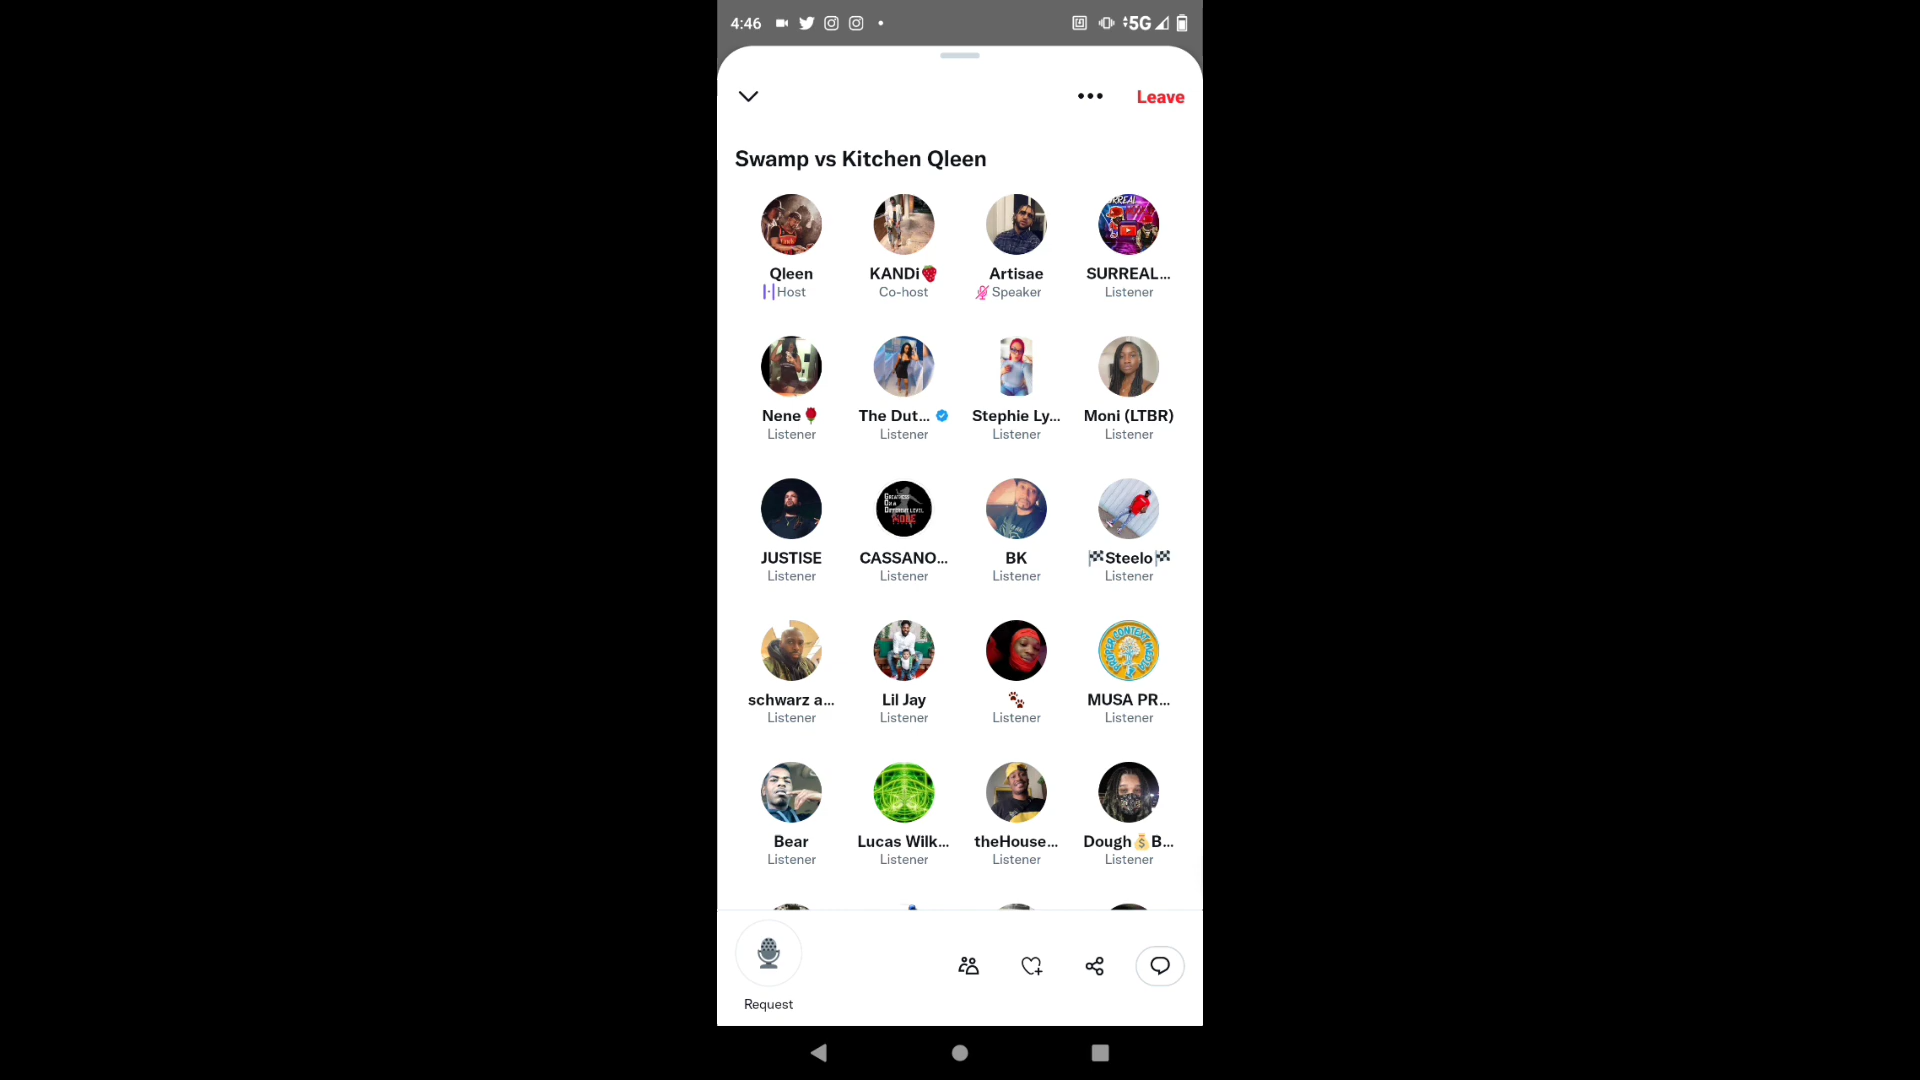 4:46
5G
Leave
Swamp vs Kitchen Qleen
Qleen
Host
KANDi🍓
Co-host
Artisae
Speaker
SURREAL...
Listener
Nene🌹
Listener
The Dut...
Listener
Stephie Ly...
Listener
Moni (LTBR)
Listener
JUSTISE
Listener
CASSANO...
Listener
BK
Listener
🏁Steelo🏁
Listener
schwarz a...
Listener
Lil Jay
Listener
🐾
Listener
MUSA PR...
Listener
Bear
Listener
Lucas Wilk...
Listener
theHouse...
Listener
Dough💰B...
Listener
Request